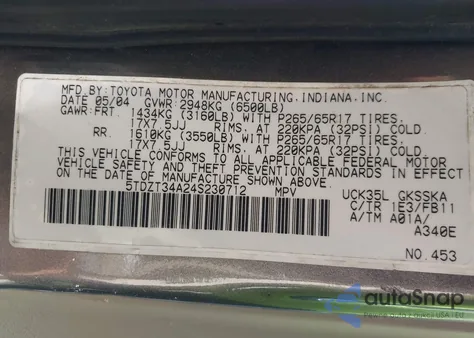 MFD.BY:TOYOTA MOTOR MANUFACTURING,INDIANA,INC.
DATE 05/04 GVWR:2948KG (6500LB)
GAWR:FRT. 1434KG (3160LB) P265/65R17 TIRES.
17X7.5JJ RIMS. AT 220KPA (32PSI) COLD.
RR. 1610KG (3550LB) P265/65R17 TIRES.
17X7.5JJ RIMS. AT 220KPA (32PSI) COLD.
THIS VEHICLE CONFORMS TO ALL APPLICABLE FEDERAL MOTOR
VEHICLE SAFETY AND THEFT PREVENTION STANDARDS IN EFFECT
ON THE DATE OF MANUFACTURE SHOWN ABOVE.
5TDZT34A24S230712 MPV
UCK35L GKSSKA
C/TR 1E3/FB11
A/TM A01A/
A340E
NO.453
autoSnap